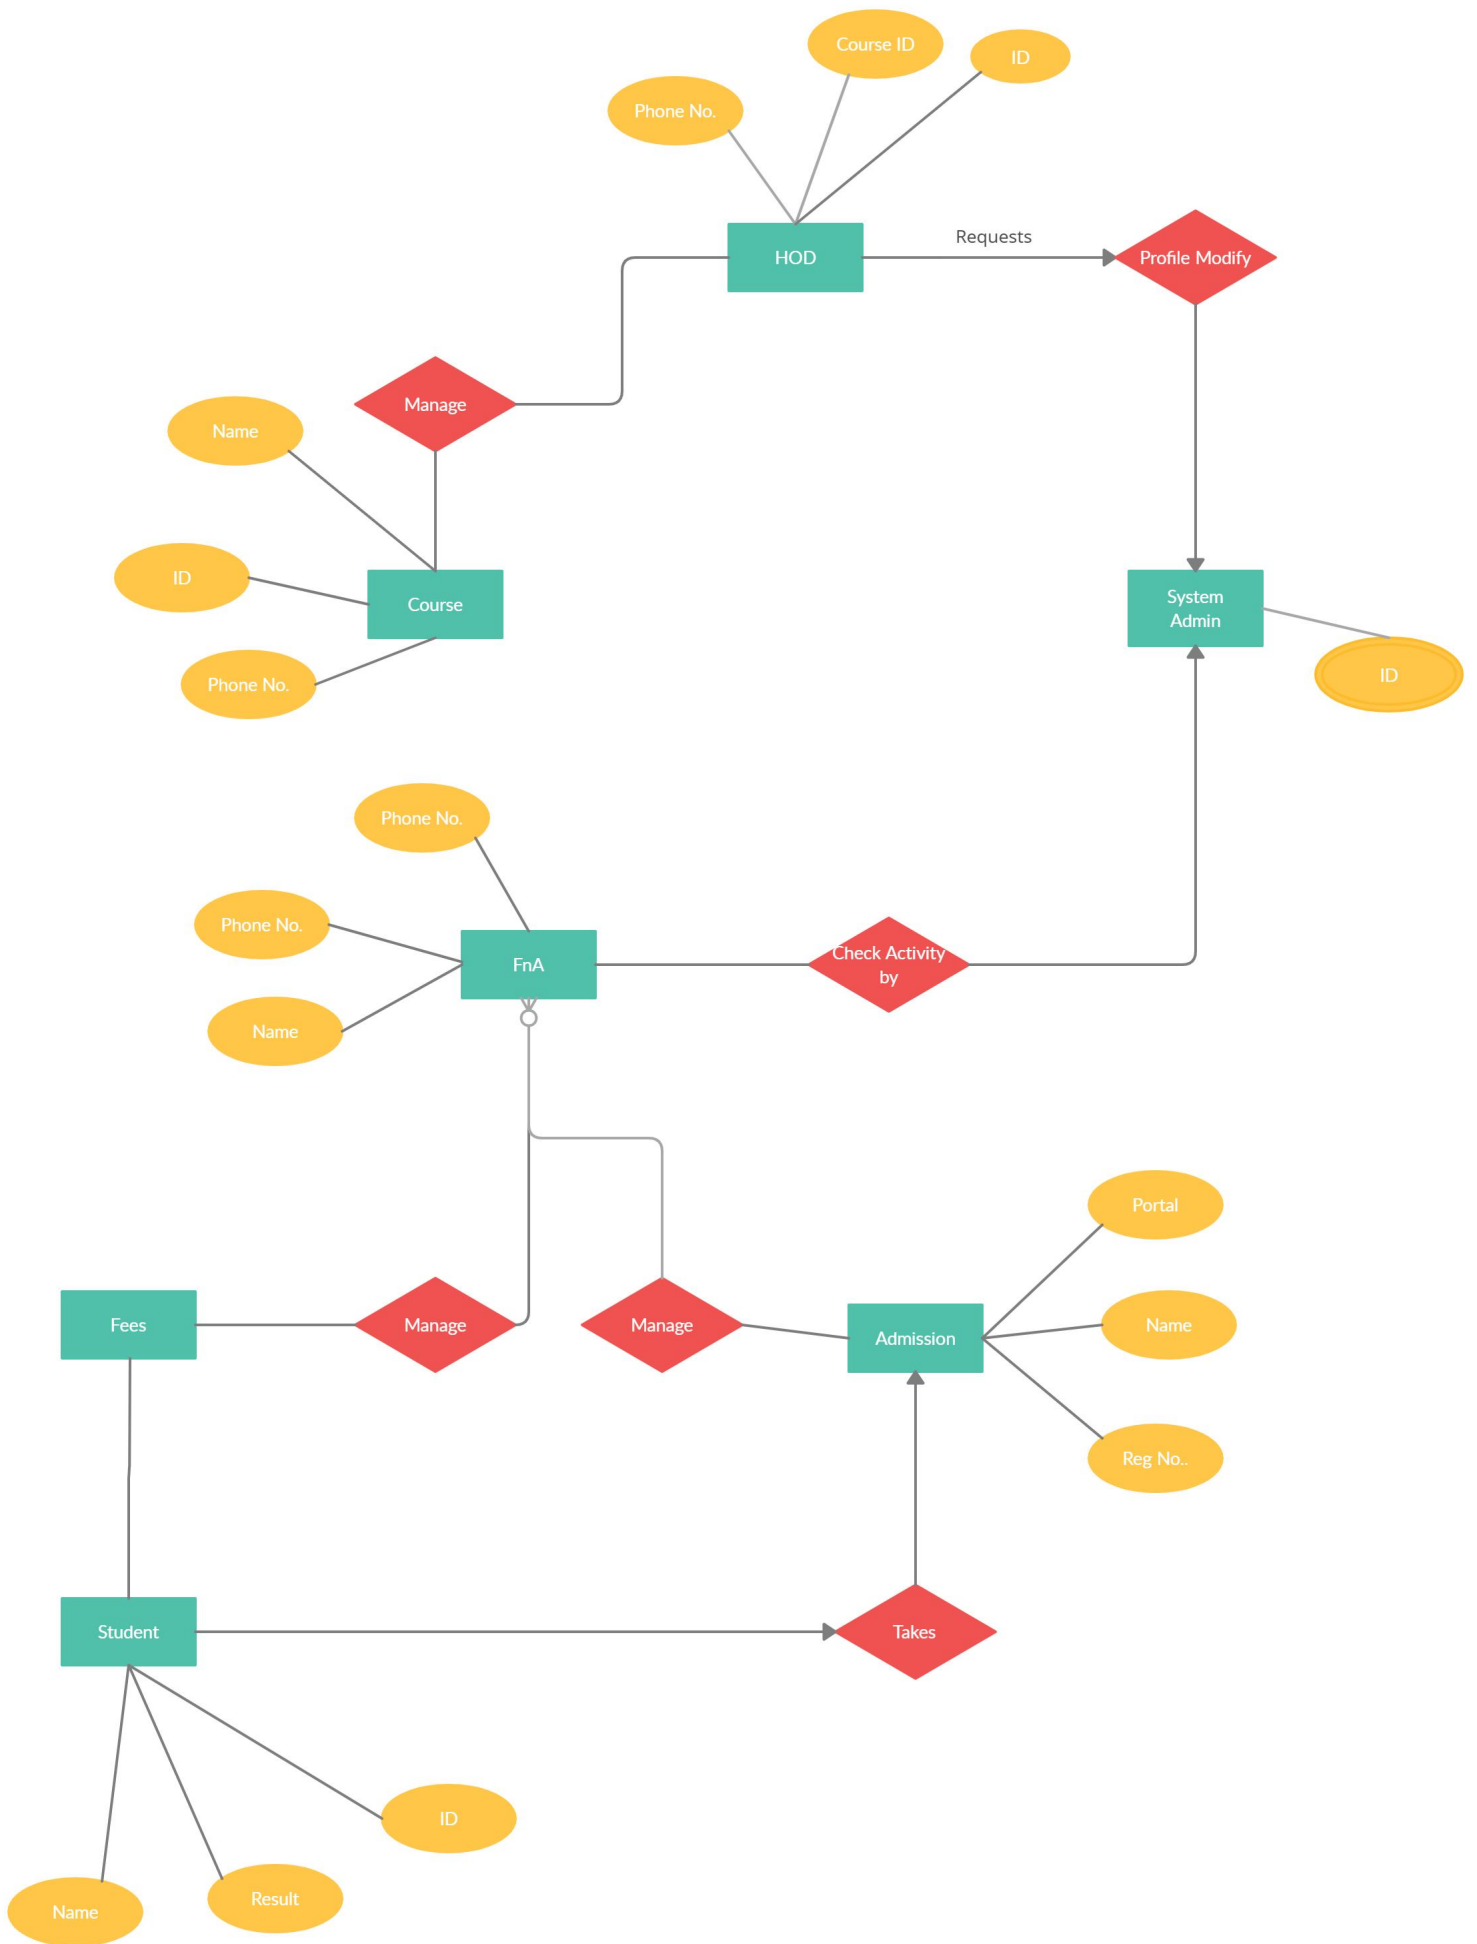 Course ID
ID
Phone No.
HOD
Requests
Profile Modify
Manage
Name
ID
Course
Phone No.
System
Admin
ID
Phone No.
Phone No.
FnA
Check Activity
by
Name
Portal
Fees
Manage
Manage
Admission
Name
Reg No..
Student
Takes
ID
Result
Name